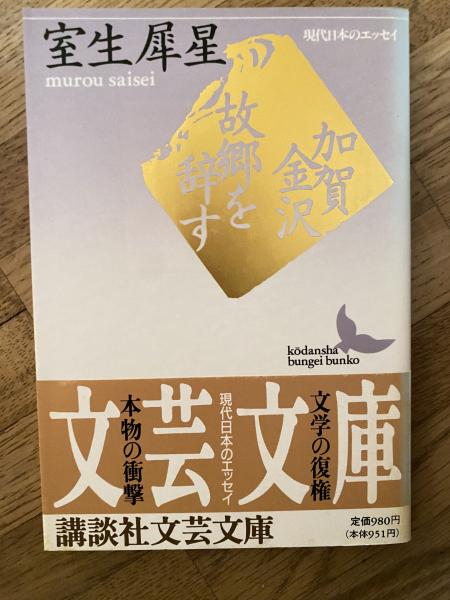 室生犀星
murou saisei
現代日本のエッセイ
加賀
金沢
故郷を
辞す
kōdansha
bungei bunko
文芸文庫
文学の復権
現代日本のエッセイ
本物の衝撃
講談社文芸文庫
定価980円
(本体951円)